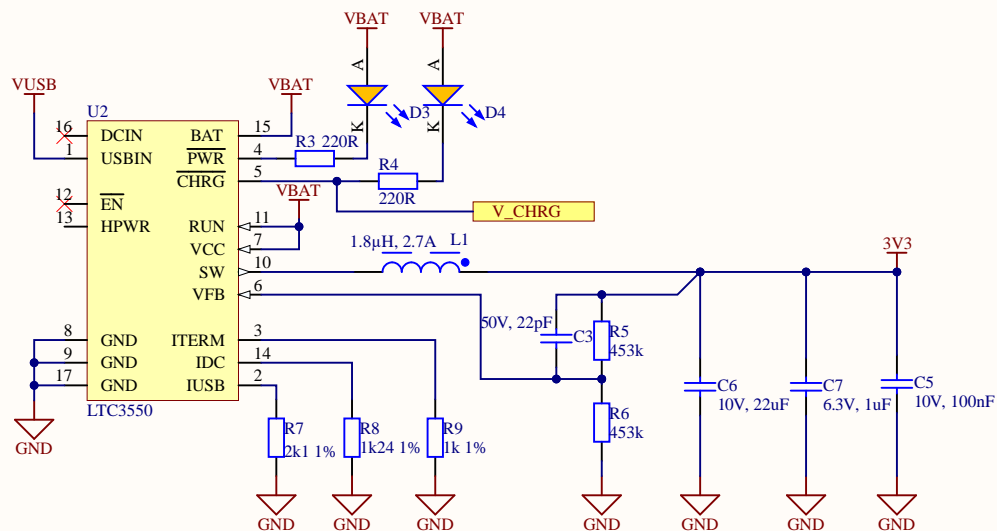 VBAT
VBAT
A
A
VUSB
VBAT
U2
D3
D4
K
K
16
DCIN
BAT
15
R3 220R
1
USBIN
PWR
4
R4
CHRG
5
220R
VBAT
12
EN
V_CHRG
13
HPWR
RUN
11
VCC
7
1.8µH, 2.7A
L1
3V3
SW
10
VFB
6
50V, 22pF
C3
R5
453k
8
GND
ITERM
3
9
GND
IDC
14
17
GND
IUSB
2
C6
10V, 22uF
C7
6.3V, 1uF
C5
10V, 100nF
LTC3550
R6
453k
R7
2k1 1%
R8
1k24 1%
R9
1k 1%
GND
GND
GND
GND
GND
GND
GND
GND